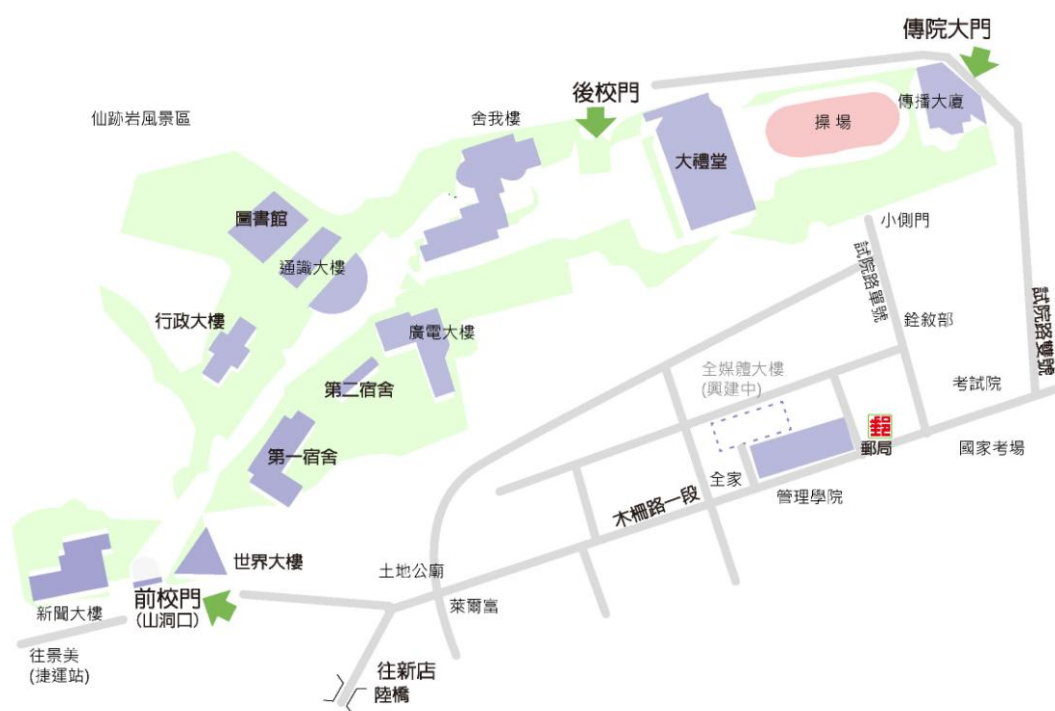 傳院大門
後校門
仙跡岩風景區
舍我樓
傳播大廈
操 場
大禮堂
圖書館
小側門
通識大樓
試院路單號
行政大樓
廣電大樓
銓敘部
試院路雙號
全媒體大樓
(興建中)
第二宿舍
考試院
郵
郵局
國家考場
第一宿舍
全家
管理學院
木柵路一段
世界大樓
土地公廟
前校門
(山洞口)
新聞大樓
萊爾富
往景美
(捷運站)
往新店
陸橋